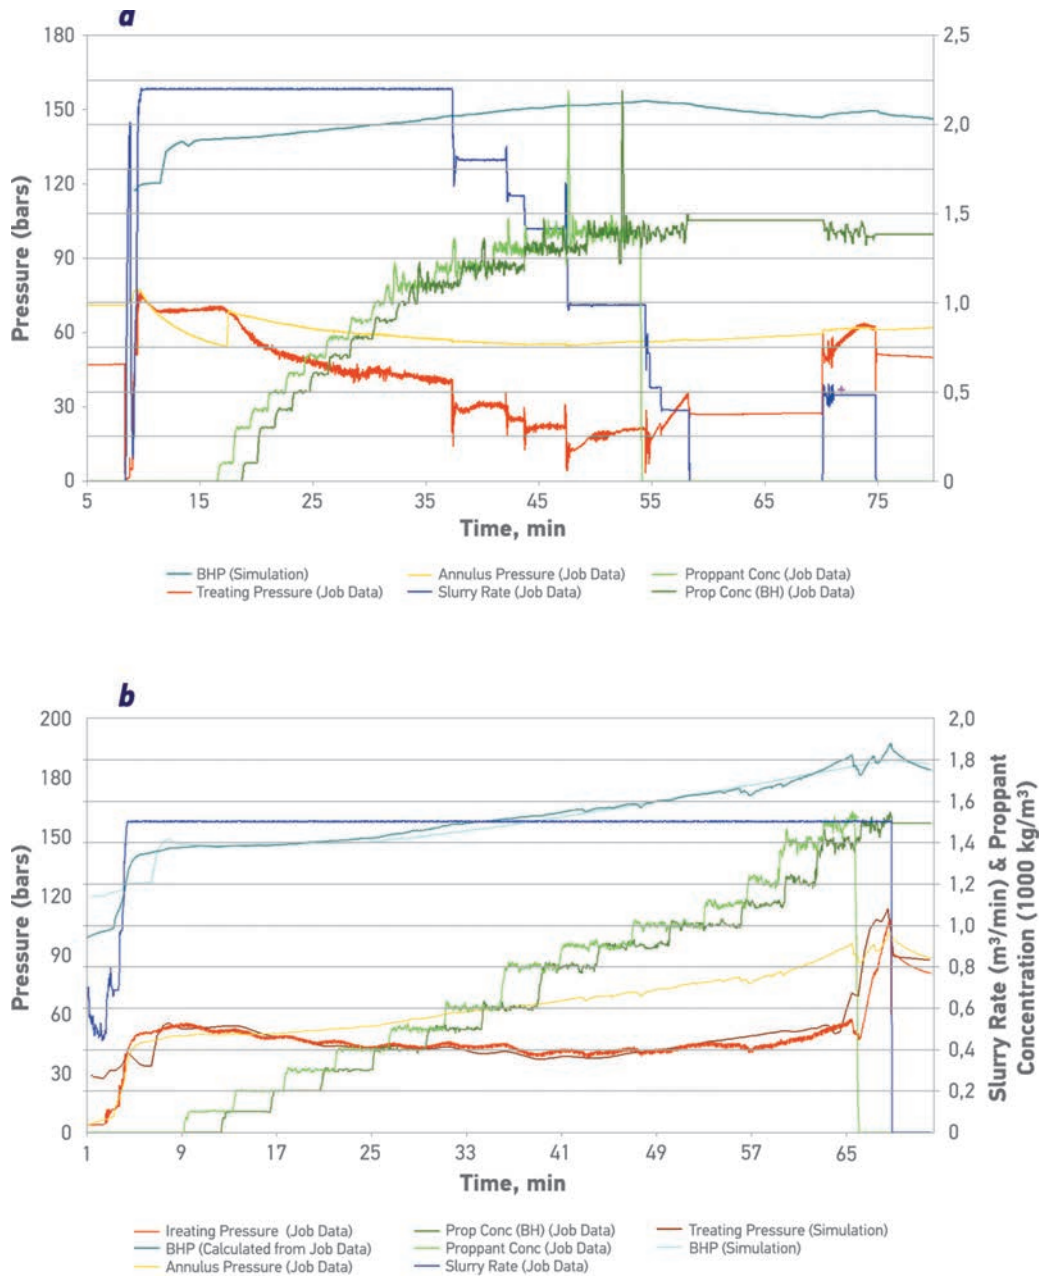 a
180
150
120
90
60
30
0
Pressure (bars)
2,5
2,0
1,5
1,0
0,5
0
5 15 25 35 45 55 65 75
Time, min
BHP (Simulation) Annulus Pressure (Job Data) Proppant Conc (Job Data)
Treating Pressure (Job Data) Slurry Rate (Job Data) Prop Conc (BH) (Job Data)
b
200
180
150
120
90
60
30
0
Pressure (bars)
2,0
1,8
1,6
1,4
1,2
1,0
0,8
0,6
0,4
0,2
0
Slurry Rate (m³/min) & Proppant
Concentration (1000 kg/m³)
1 9 17 25 33 41 49 57 65
Time, min
Ireating Pressure (Job Data) Prop Conc (BH) (Job Data) Treating Pressure (Simulation)
BHP (Calculated from Job Data) Proppant Conc (Job Data) BHP (Simulation)
Annulus Pressure (Job Data) Slurry Rate (Job Data)